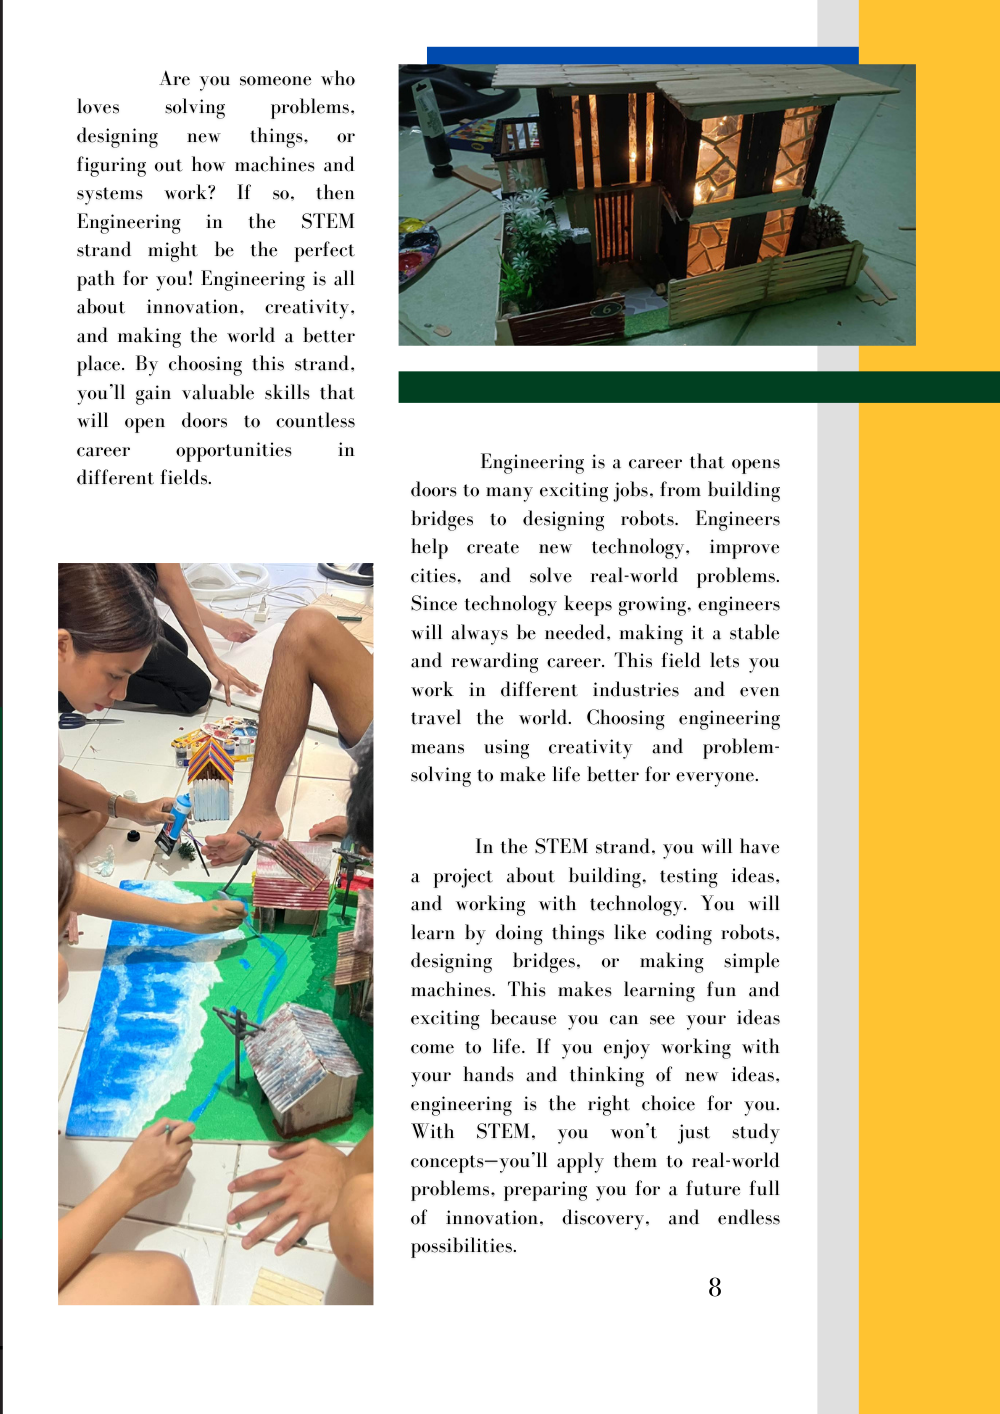 Are you someone who
loves solving problems,
designing new things, or
figuring out how machines and
systems work? If so, then
Engineering in the STEM
strand might be the perfect
path for you! Engineering is all
about innovation, creativity,
and making the world a better
place. By choosing this strand,
you'll gain valuable skills that
will open doors to countless
career opportunities in
different fields.
6
Engineering is a career that opens
doors to many exciting jobs, from building
bridges to designing robots. Engineers
help create new technology, improve
cities, and solve real-world problems.
Since technology keeps growing, engineers
will always be needed, making it a stable
and rewarding career. This field lets you
work in different industries and even
travel the world. Choosing engineering
means using creativity and problem-
solving to make life better for everyone.
In the STEM strand, you will have
a project about building, testing ideas,
and working with technology. You will
learn by doing things like coding robots,
designing bridges, or making simple
machines. This makes learning fun and
exciting because you can see your ideas
come to life. If you enjoy working with
your hands and thinking of new ideas,
engineering is the right choice for you.
With STEM, you won't just study
concepts—you'll apply them to real-world
problems, preparing you for a future full
of innovation, discovery, and endless
possibilities.
8